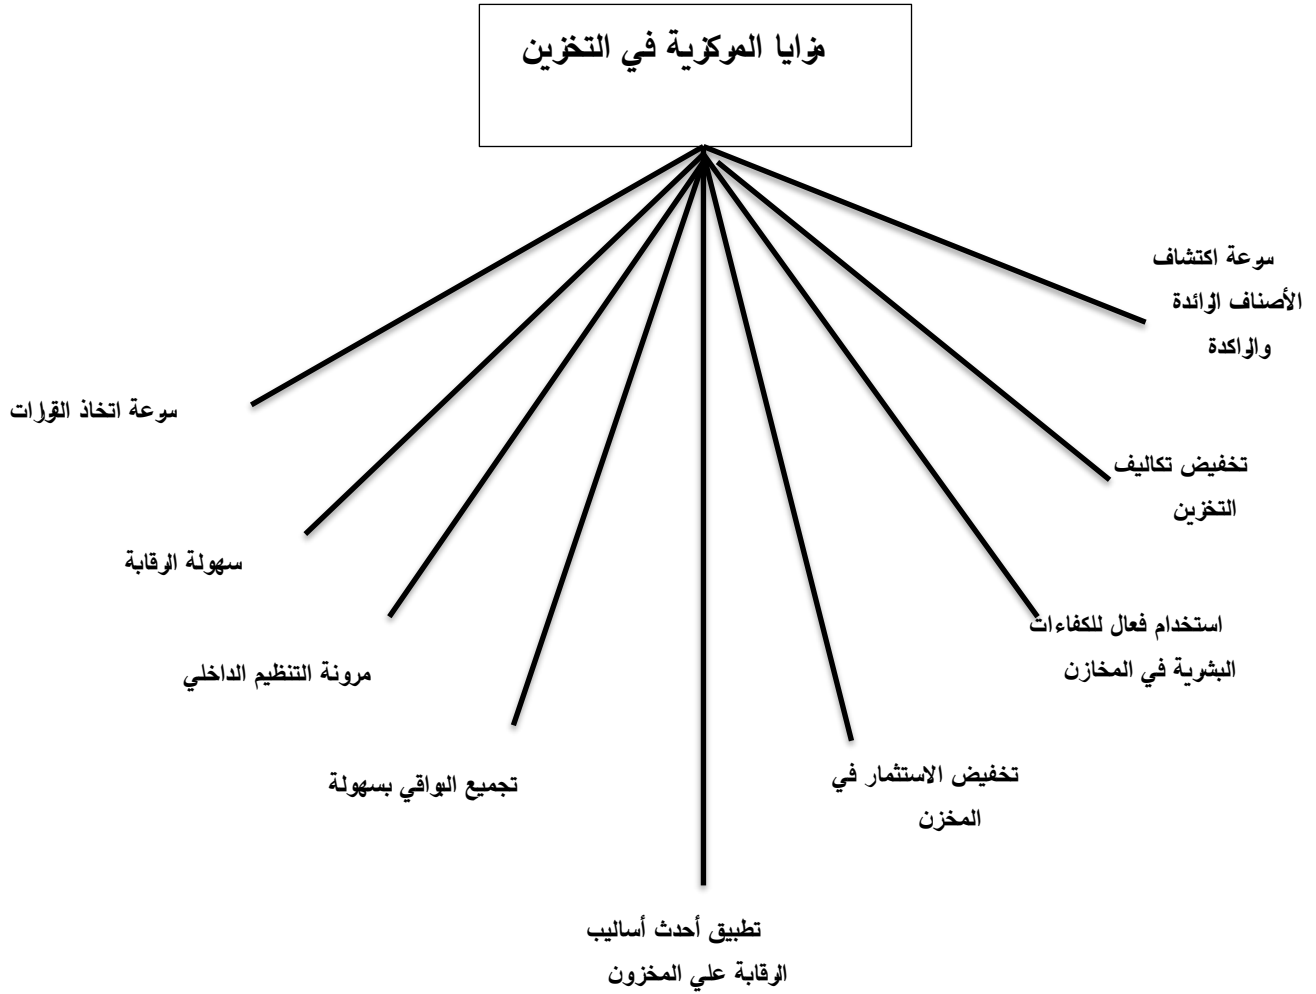 مزايا المركزية في التخزين
سرعة اكتشاف
الأصناف الزائدة
والراكدة
تخفيض تكاليف
التخزين
استخدام فعال للكفاءات
البشرية في المخازن
تخفيض الاستثمار في
المخزن
تطبيق أحدث أساليب
الرقابة علي المخزون
تجميع البواقي بسهولة
مرونة التنظيم الداخلي
سهولة الرقابة
سرعة اتخاذ القرارات